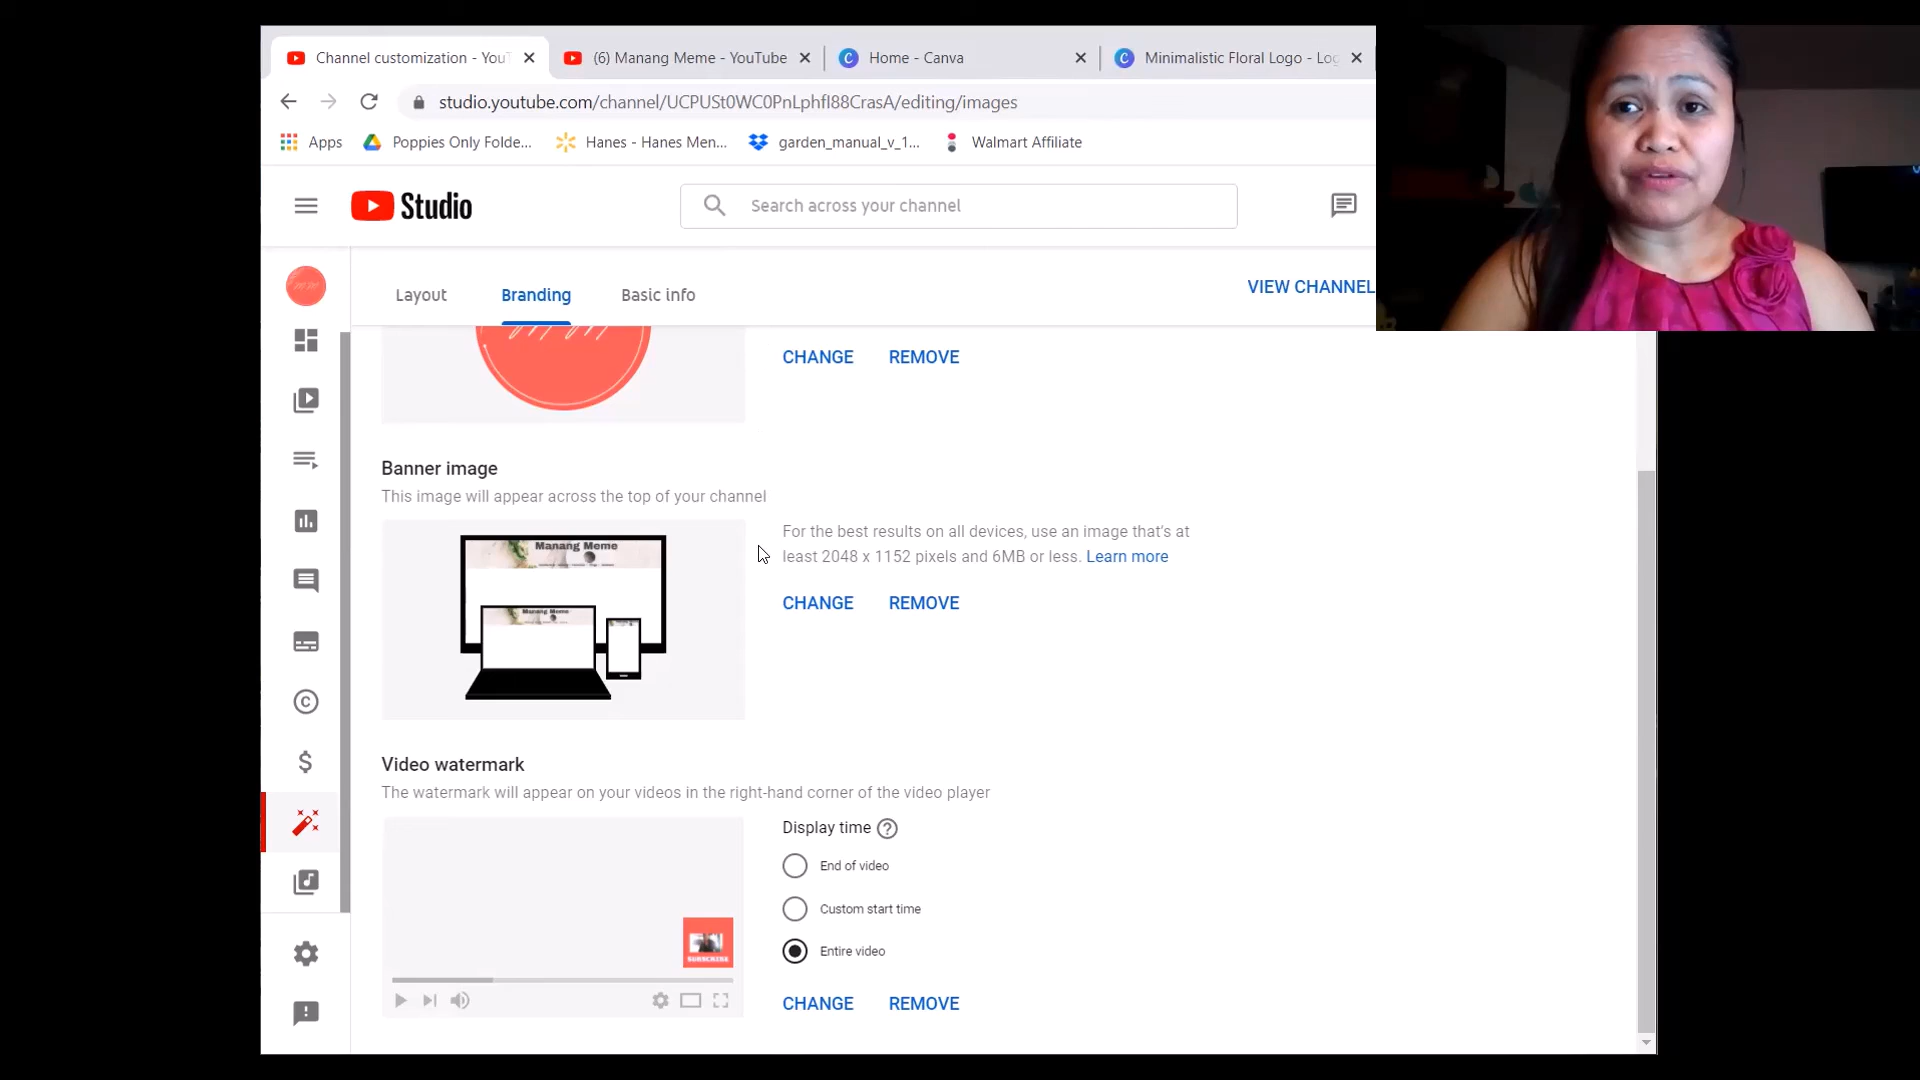 Channel customization - YouT
(6) Manang Meme - YouTube
Home - Canva
Minimalistic Floral Logo - Log
studio.youtube.com/channel/UCPUSt0WC0PnLphfI88CrasA/editing/images
Apps
Poppies Only Folde...
Hanes - Hanes Men...
garden_manual_v_1...
Walmart Affiliate
Studio
Search across your channel
Layout
Branding
Basic info
VIEW CHANNEL
CHANGE
REMOVE
Banner image
This image will appear across the top of your channel
Manang Meme
Manang Meme
For the best results on all devices, use an image that's at
least 2048 x 1152 pixels and 6MB or less. Learn more
CHANGE
REMOVE
Video watermark
The watermark will appear on your videos in the right-hand corner of the video player
SUBSCRIBE
Display time
End of video
Custom start time
Entire video
CHANGE
REMOVE